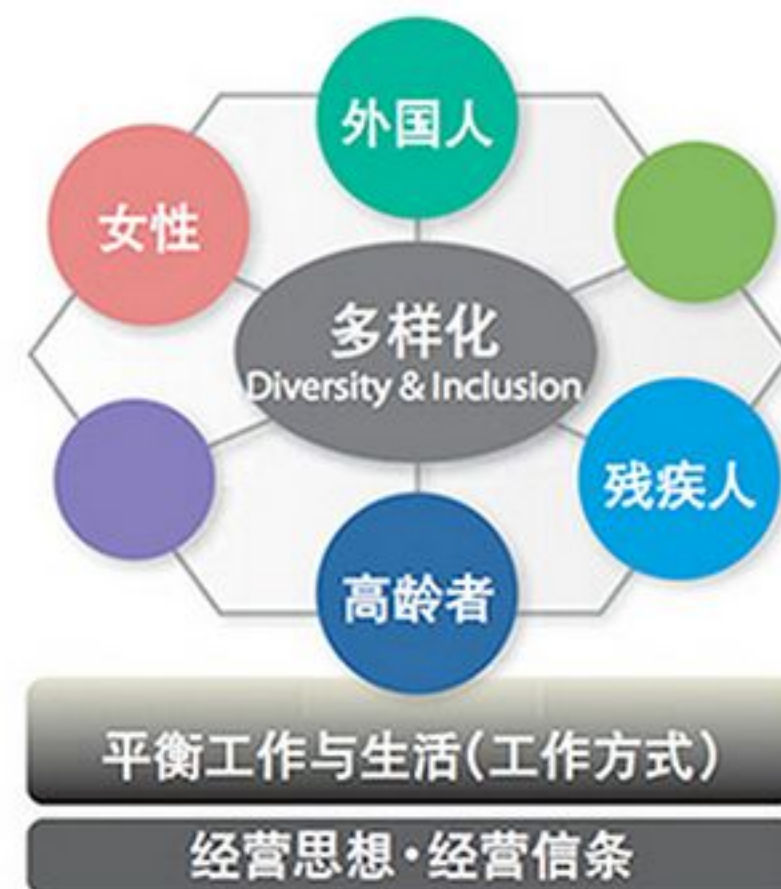 外国人
女性
多样化
Diversity & Inclusion
残疾人
高龄者
平衡工作与生活(工作方式)
经营思想·经营信条